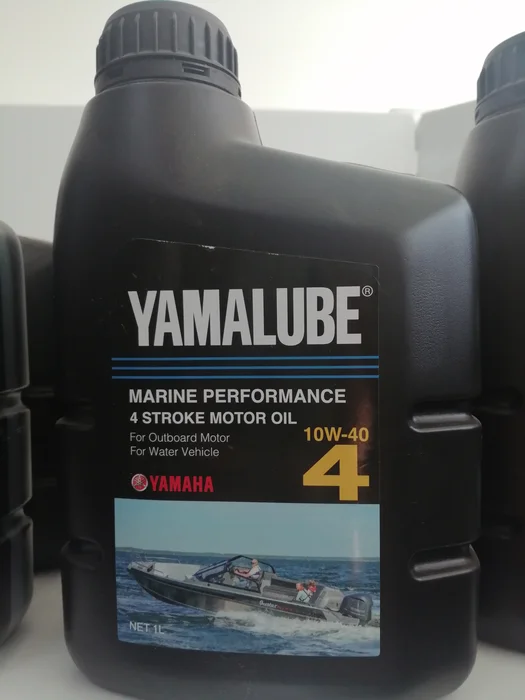 YAMALUBE®
MARINE PERFORMANCE
4 STROKE MOTOR OIL
For Outboard Motor
For Water Vehicle
10W-40
4
YAMAHA
NET 1L